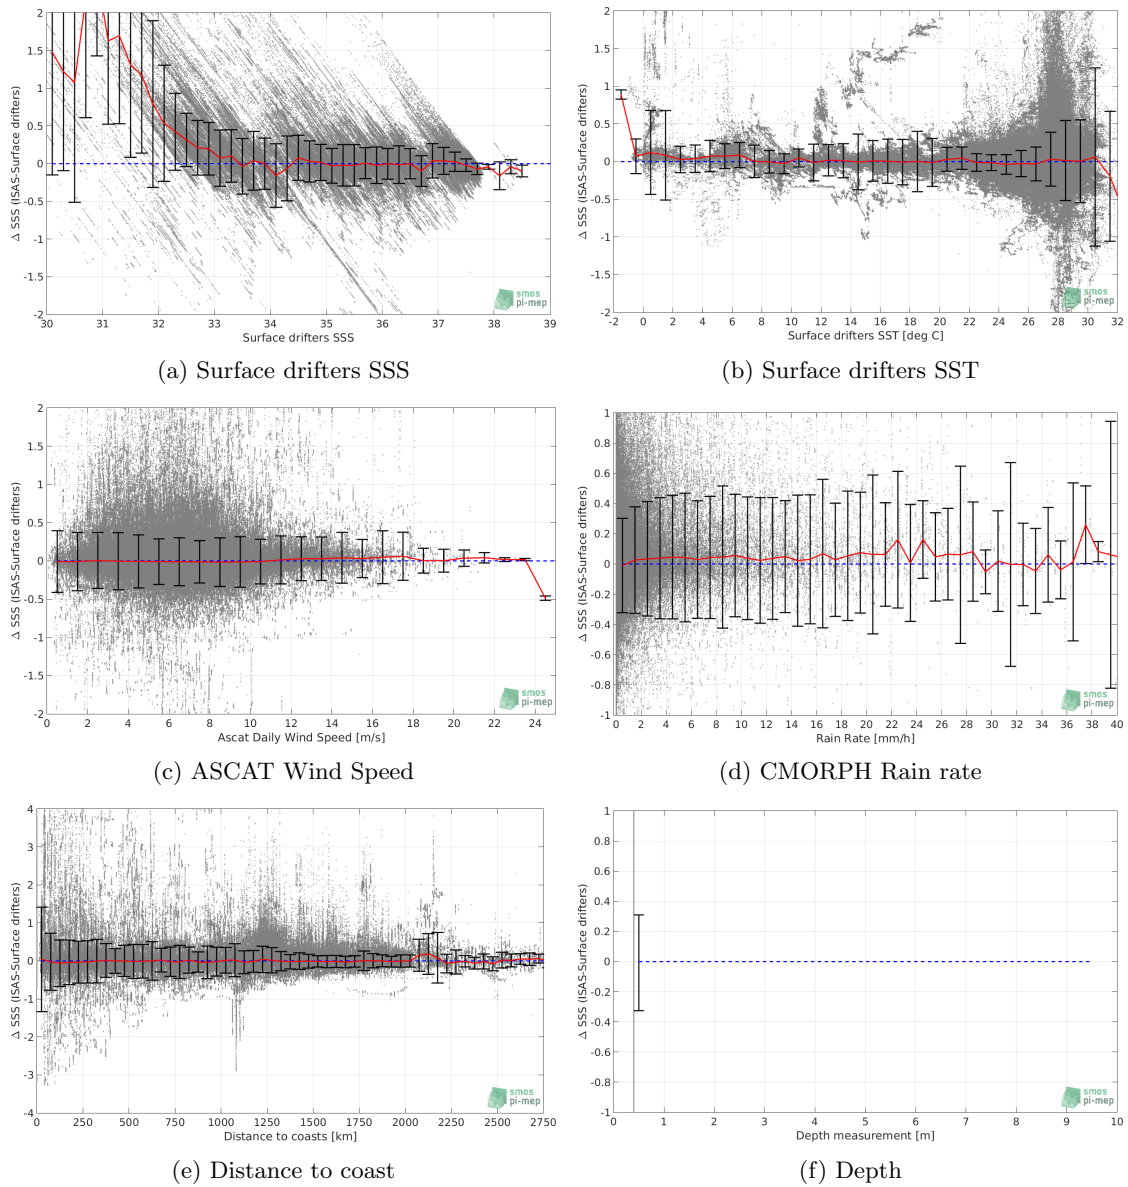 2
1.5
1
0.5
0
-0.5
-1
-1.5
-2
Δ SSS (ISAS-Surface drifters)
30 31 32 33 34 35 36 37 38 39
Surface drifters SSS
smos
pi-mep
(a) Surface drifters SSS
2
1.5
1
0.5
0
-0.5
-1
-1.5
-2
Δ SSS (ISAS-Surface drifters)
-2 0 2 4 6 8 10 12 14 16 18 20 22 24 26 28 30 32
Surface drifters SST [deg C]
smos
pi-mep
(b) Surface drifters SST
2
1.5
1
0.5
0
-0.5
-1
-1.5
-2
Δ SSS (ISAS-Surface drifters)
0 2 4 6 8 10 12 14 16 18 20 22 24
Ascat Daily Wind Speed [m/s]
smos
pi-mep
(c) ASCAT Wind Speed
1
0.8
0.6
0.4
0.2
0
-0.2
-0.4
-0.6
-0.8
-1
Δ SSS (ISAS-Surface drifters)
0 2 4 6 8 10 12 14 16 18 20 22 24 26 28 30 32 34 36 38 40
Rain Rate [mm/h]
smos
pi-mep
(d) CMORPH Rain rate
4
3
2
1
0
-1
-2
-3
-4
Δ SSS (ISAS-Surface drifters)
0 250 500 750 1000 1250 1500 1750 2000 2250 2500 2750
Distance to coasts [km]
smos
pi-mep
(e) Distance to coast
1
0.8
0.6
0.4
0.2
0
-0.2
-0.4
-0.6
-0.8
-1
Δ SSS (ISAS-Surface drifters)
0 1 2 3 4 5 6 7 8 9 10
Depth measurement [m]
smos
pi-mep
(f) Depth